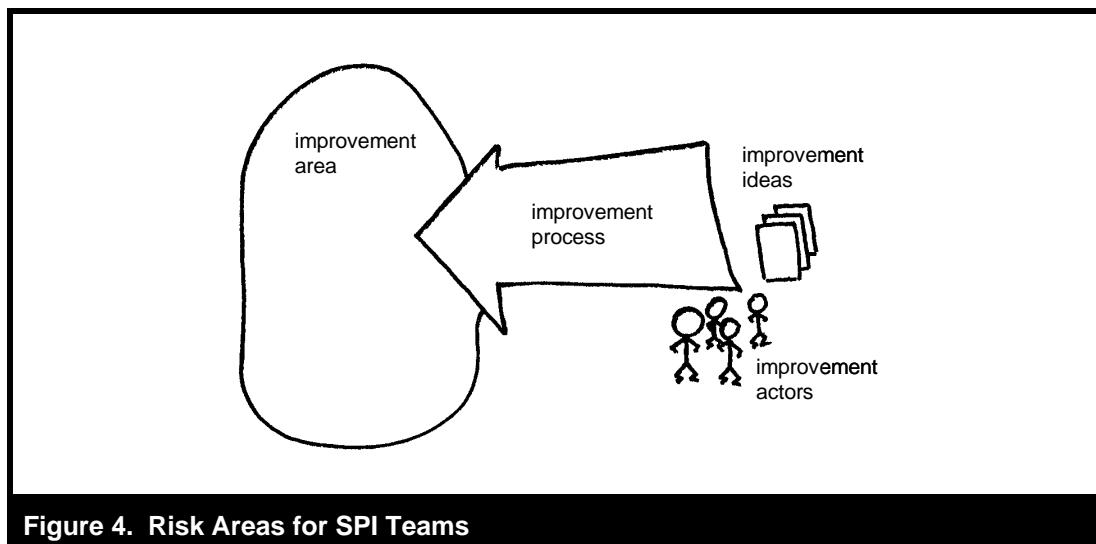 improvement
area
improvement
process
improvement
ideas
improvement
actors
Figure 4. Risk Areas for SPI Teams